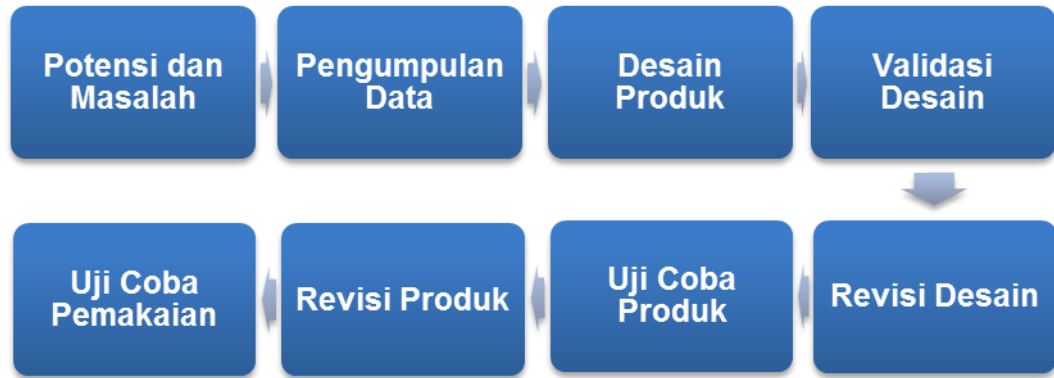 Potensi dan
Masalah
Pengumpulan
Data
Desain
Produk
Validasi
Desain
Revisi Desain
Uji Coba
Produk
Revisi Produk
Uji Coba
Pemakaian